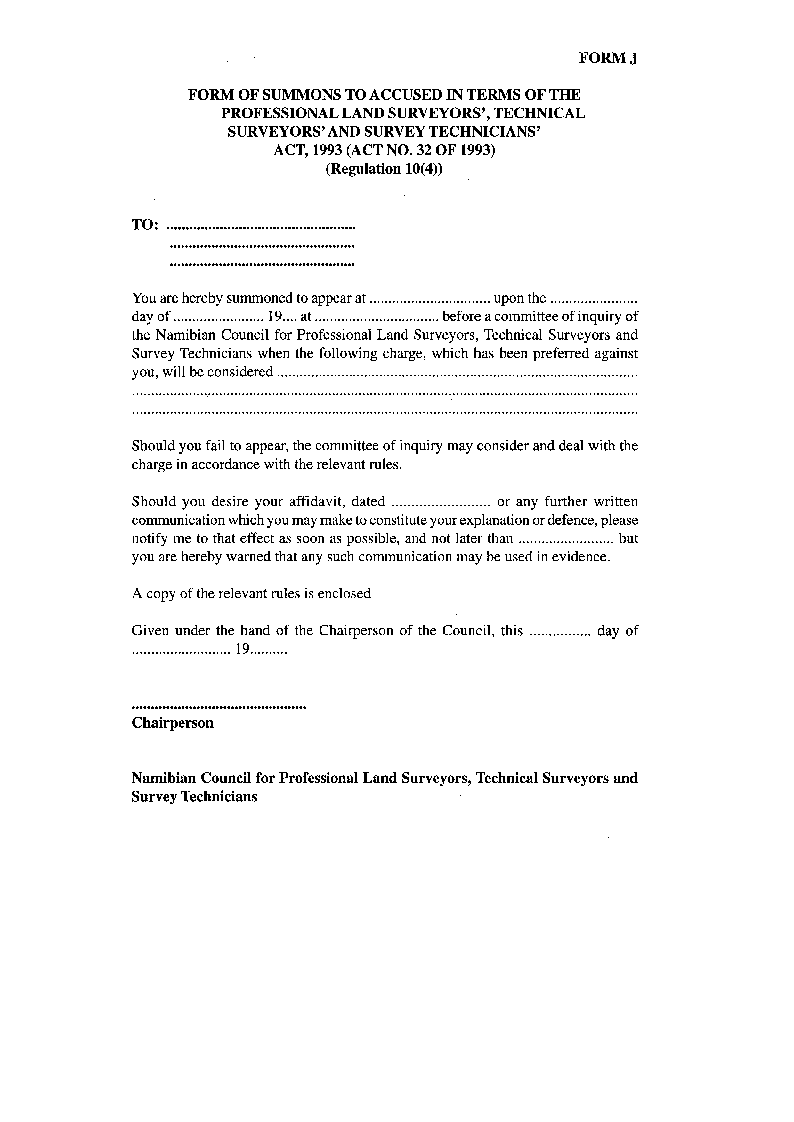 FORM J
FORM OF SUMMONS TO ACCUSED IN TERMS OF THE
PROFESSIONAL LAND SURVEYORS', TECHNICAL
SURVEYORS' AND SURVEY TECHNICIANS'
ACT, 1993 (ACT NO. 32 OF 1993)
(Regulation 10(4))
TO: ..................................................
.................................................
.................................................
You are hereby summoned to appear at ................................ upon the .......................
day of ........................ 19.... at ................................. before a committee of inquiry of
the Namibian Council for Professional Land Surveyors, Technical Surveyors and
Survey Technicians when the following charge, which has been preferred against
you, will be considered ................................................................................................
.......................................................................................................................................
.......................................................................................................................................
Should you fail to appear, the committee of inquiry may consider and deal with the
charge in accordance with the relevant rules.
Should you desire your affidavit, dated .......................... or any further written
communication which you may make to constitute your explanation or defence, please
notify me to that effect as soon as possible, and not later than ......................... but
you are hereby warned that any such communication may be used in evidence.
A copy of the relevant rules is enclosed
Given under the hand of the Chairperson of the Council, this ................ day of
.......................... 19..........
..............................................
Chairperson
Namibian Council for Professional Land Surveyors, Technical Surveyors and
Survey Technicians